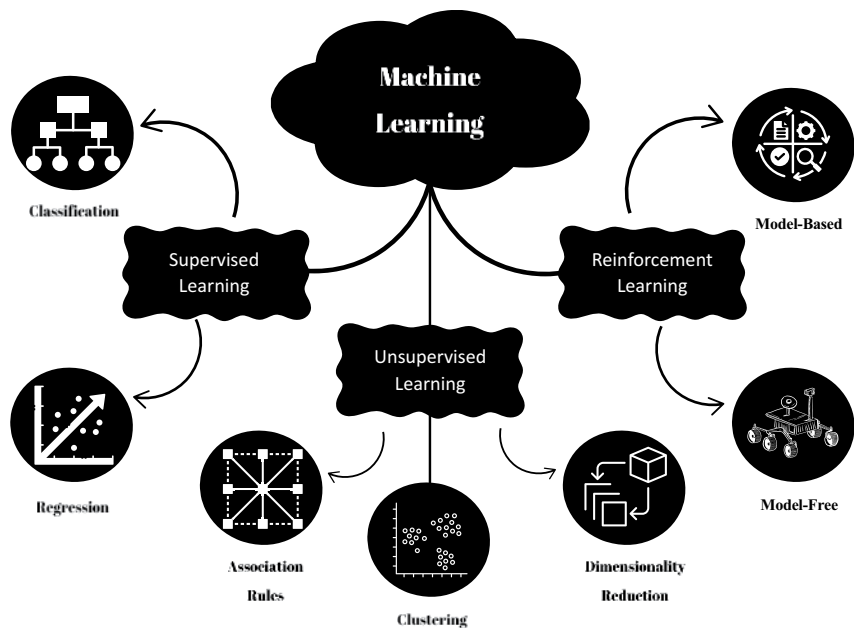 Machine
Learning
Classification
Model-Based
Supervised
Learning
Reinforcement
Learning
Unsupervised
Learning
Regression
Model-Free
Association
Rules
Clustering
Dimensionality
Reduction